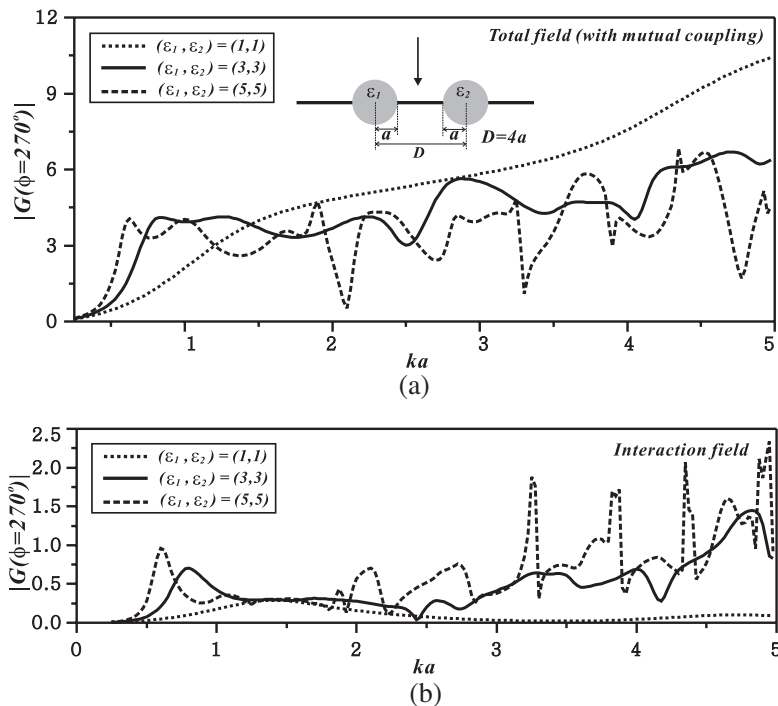 12
9
6
3
0
|G(ϕ=270°)|
(ε₁,ε₂)=(1,1)
(ε₁,ε₂)=(3,3)
(ε₁,ε₂)=(5,5)
Total field (with mutual coupling)
ε₁
ε₂
a
a
D
D=4a
1
2
3
4
5
ka
(a)
2.5
2.0
1.5
1.0
0.5
0.0
|G(ϕ=270°)|
(ε₁,ε₂)=(1,1)
(ε₁,ε₂)=(3,3)
(ε₁,ε₂)=(5,5)
Interaction field
0
1
2
3
4
5
ka
(b)